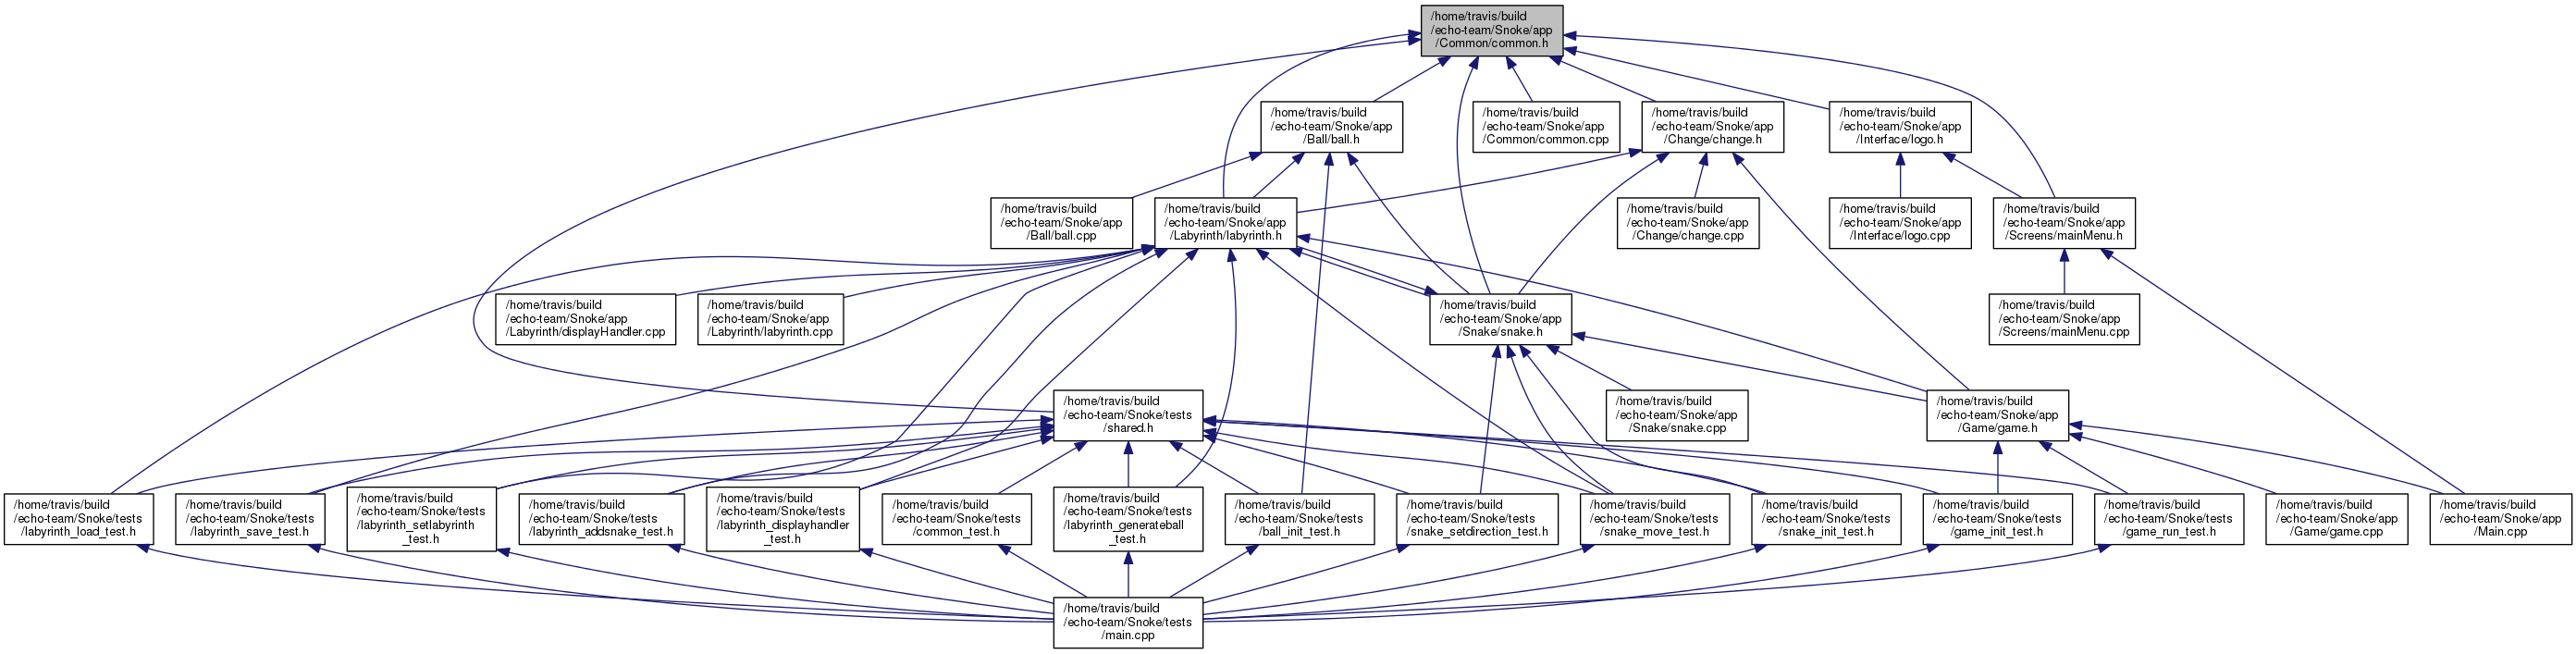 /home/travis/build
/echo-team/Snoke/app
/Common/common.h
/home/travis/build
/echo-team/Snoke/app
/Ball/ball.h
/home/travis/build
/echo-team/Snoke/app
/Common/common.cpp
/home/travis/build
/echo-team/Snoke/app
/Change/change.h
/home/travis/build
/echo-team/Snoke/app
/Interface/logo.h
/home/travis/build
/echo-team/Snoke/app
/Ball/ball.cpp
/home/travis/build
/echo-team/Snoke/app
/Labyrinth/labyrinth.h
/home/travis/build
/echo-team/Snoke/app
/Change/change.cpp
/home/travis/build
/echo-team/Snoke/app
/Interface/logo.cpp
/home/travis/build
/echo-team/Snoke/app
/Screens/mainMenu.h
/home/travis/build
/echo-team/Snoke/app
/Labyrinth/displayHandler.cpp
/home/travis/build
/echo-team/Snoke/app
/Labyrinth/labyrinth.cpp
/home/travis/build
/echo-team/Snoke/app
/Snake/snake.h
/home/travis/build
/echo-team/Snoke/app
/Screens/mainMenu.cpp
/home/travis/build
/echo-team/Snoke/tests
/shared.h
/home/travis/build
/echo-team/Snoke/app
/Snake/snake.cpp
/home/travis/build
/echo-team/Snoke/app
/Game/game.h
/home/travis/build
/echo-team/Snoke/tests
/labyrinth_load_test.h
/home/travis/build
/echo-team/Snoke/tests
/labyrinth_save_test.h
/home/travis/build
/echo-team/Snoke/tests
/labyrinth_setlabyrinth
_test.h
/home/travis/build
/echo-team/Snoke/tests
/labyrinth_addsnake_test.h
/home/travis/build
/echo-team/Snoke/tests
/labyrinth_displayhandler
_test.h
/home/travis/build
/echo-team/Snoke/tests
/common_test.h
/home/travis/build
/echo-team/Snoke/tests
/labyrinth_generateball
_test.h
/home/travis/build
/echo-team/Snoke/tests
/ball_init_test.h
/home/travis/build
/echo-team/Snoke/tests
/snake_setdirection_test.h
/home/travis/build
/echo-team/Snoke/tests
/snake_move_test.h
/home/travis/build
/echo-team/Snoke/tests
/snake_init_test.h
/home/travis/build
/echo-team/Snoke/tests
/game_init_test.h
/home/travis/build
/echo-team/Snoke/tests
/game_run_test.h
/home/travis/build
/echo-team/Snoke/app
/Game/game.cpp
/home/travis/build
/echo-team/Snoke/app
/Main.cpp
/home/travis/build
/echo-team/Snoke/tests
/main.cpp